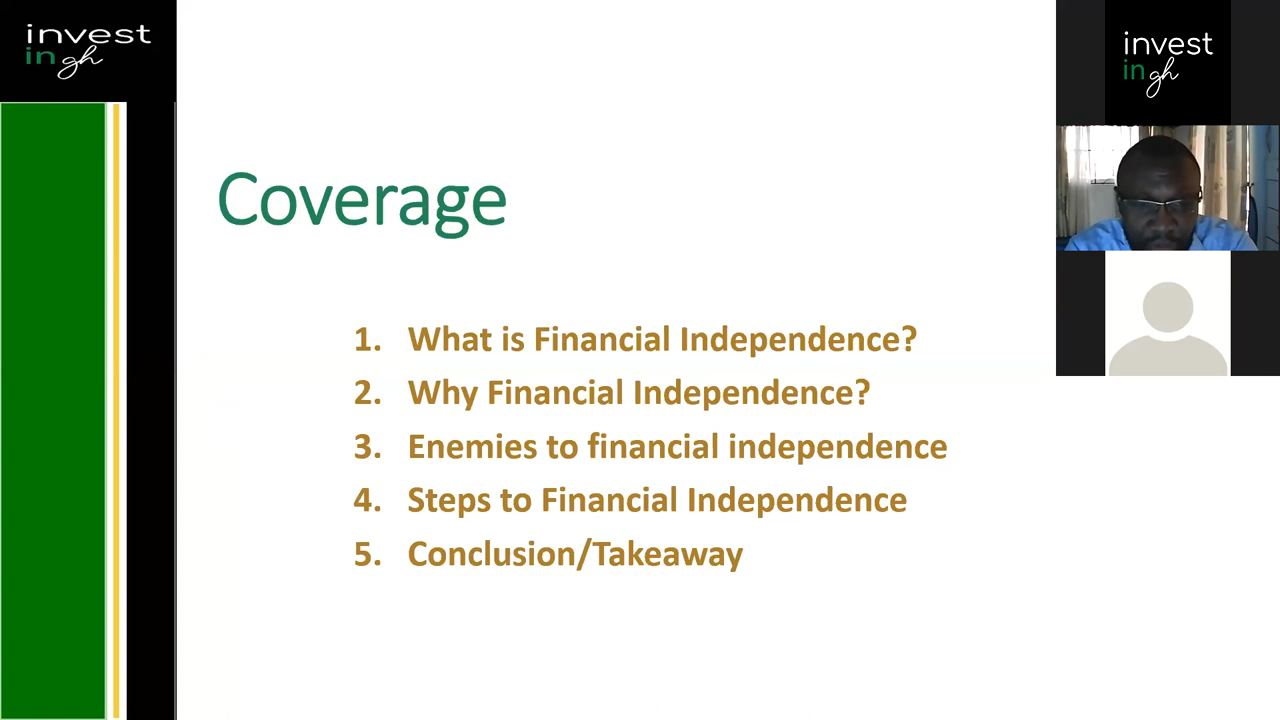 invest
in gh
invest
in gh
Coverage
1. What is Financial Independence?
2. Why Financial Independence?
3. Enemies to financial independence
4. Steps to Financial Independence
5. Conclusion/Takeaway